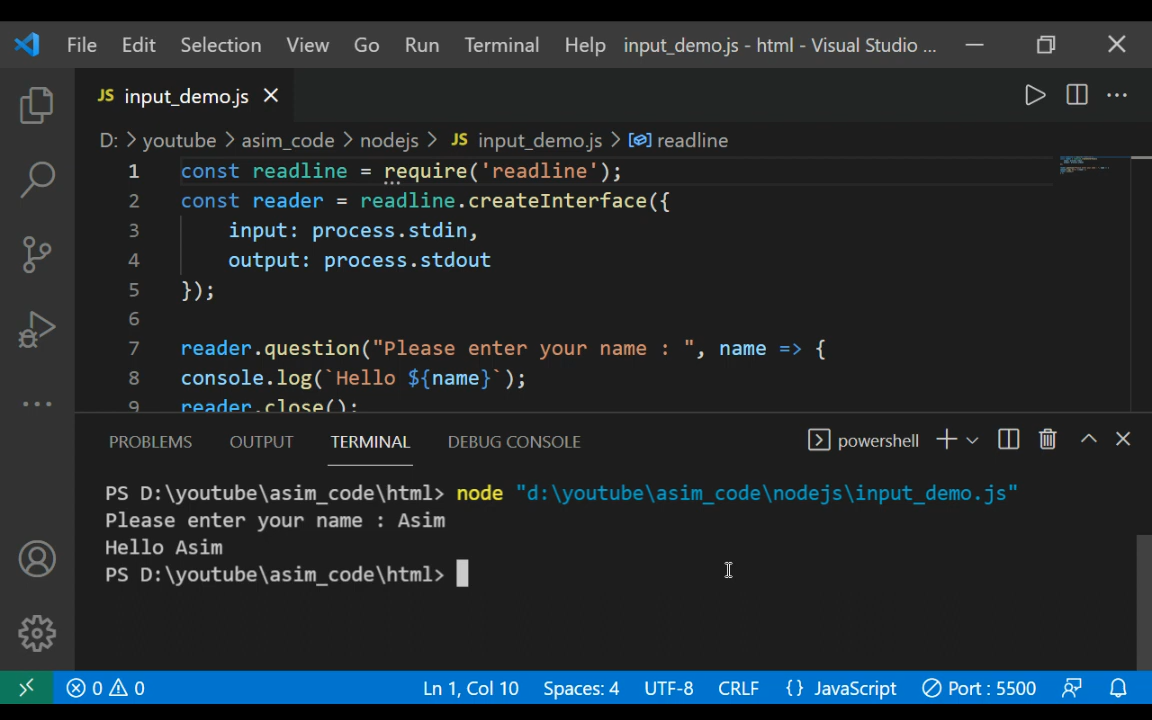 File Edit Selection View Go Run Terminal Help input_demo.js - html - Visual Studio ...
JS input_demo.js
D: > youtube > asim_code > nodejs > JS input_demo.js > readline
1 const readline = require('readline');
2 const reader = readline.createInterface({
3 input: process.stdin,
4 output: process.stdout
5 });
6
7 reader.question("Please enter your name : ", name => {
8 console.log(`Hello ${name}`);
9 reader.close();
PROBLEMS OUTPUT TERMINAL DEBUG CONSOLE powershell
PS D:\youtube\asim_code\html> node "d:\youtube\asim_code\nodejs\input_demo.js"
Please enter your name : Asim
Hello Asim
PS D:\youtube\asim_code\html>
0 0 Ln 1, Col 10 Spaces: 4 UTF-8 CRLF {} JavaScript Port : 5500